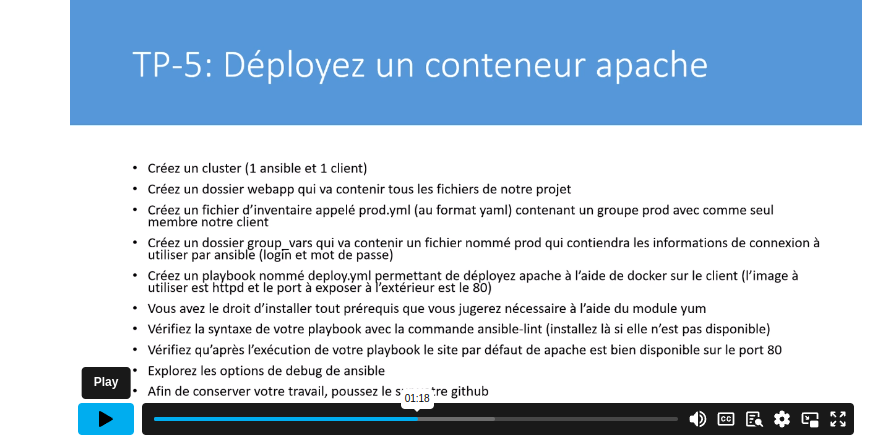 TP-5: Déployez un conteneur apache
• Créez un cluster (1 ansible et 1 client)
• Créez un dossier webapp qui va contenir tous les fichiers de notre projet
• Créez un fichier d’inventaire appelé prod.yml (au format yaml) contenant un groupe prod avec comme seul
membre notre client
• Créez un dossier group_vars qui va contenir un fichier nommé prod qui contiendra les informations de connexion à
utiliser par ansible (login et mot de passe)
• Créez un playbook nommé deploy.yml permettant de déployez apache à l’aide de docker sur le client (l’image à
utiliser est httpd et le port à exposer à l’extérieur est le 80)
• Vous avez le droit d’installer tout prérequis que vous jugerez nécessaire à l’aide du module yum
• Vérifiez la syntaxe de votre playbook avec la commande ansible-lint (installez là si elle n’est pas disponible)
• Vérifiez qu’après l’exécution de votre playbook le site par défaut de apache est bien disponible sur le port 80
• Explorez les options de debug de ansible
Play
• Afin de conserver votre travail, poussez le github
01:18
CC